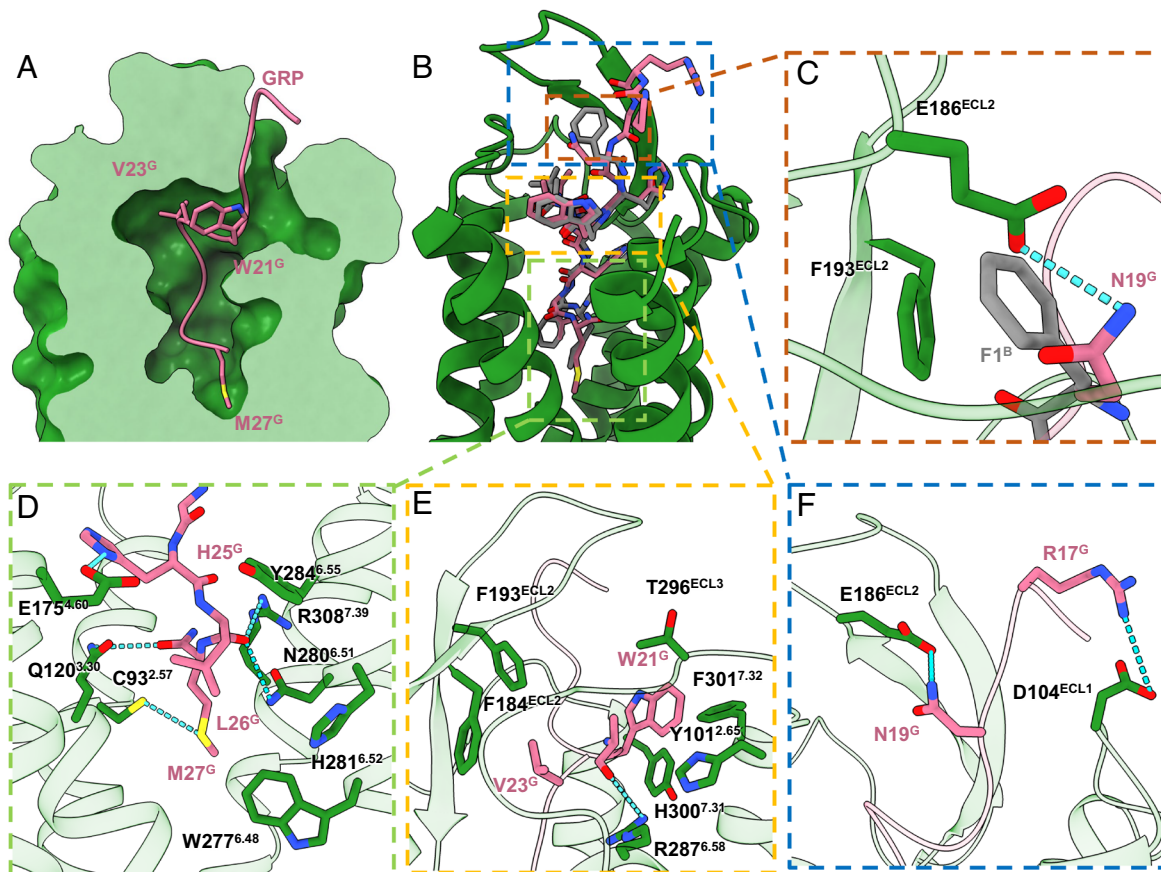 A
GRP
V23ᴳ
W21ᴳ
M27ᴳ
B
C
E186ᴱᶜᴸ²
F193ᴱᶜᴸ²
N19ᴳ
F1ᴮ
D
H25ᴳ
Y284⁶·⁵⁵
E175⁴·⁶⁰
R308⁷·³⁹
Q120³·³⁰
N280⁶·⁵¹
C93²·⁵⁷
L26ᴳ
M27ᴳ
H281⁶·⁵²
W277⁶·⁴⁸
E
F193ᴱᶜᴸ²
T296ᴱᶜᴸ³
W21ᴳ
F184ᴱᶜᴸ²
F301⁷·³²
Y101²·⁶⁵
V23ᴳ
H300⁷·³¹
R287⁶·⁵⁸
F
R17ᴳ
E186ᴱᶜᴸ²
D104ᴱᶜᴸ¹
N19ᴳ